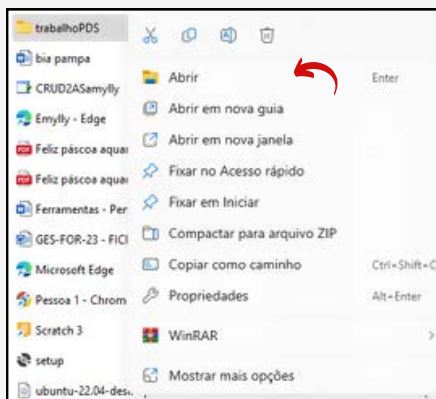 trabalhoPDS
bia pampa
CRUD2ASamylly
Emylly - Edge
Feliz páscoa aquar
Feliz páscoa aquar
Ferramentas - Per
GES-FOR-23 - FICI
Microsoft Edge
Pessoa 1 - Chrom
Scratch 3
setup
ubuntu-22.04-des
Abrir Enter
Abrir em nova guia
Abrir em nova janela
Fixar no Acesso rápido
Fixar em Iniciar
Compactar para arquivo ZIP
Copiar como caminho Ctrl+Shift+C
Propriedades Alt+Enter
WinRAR
Mostrar mais opções